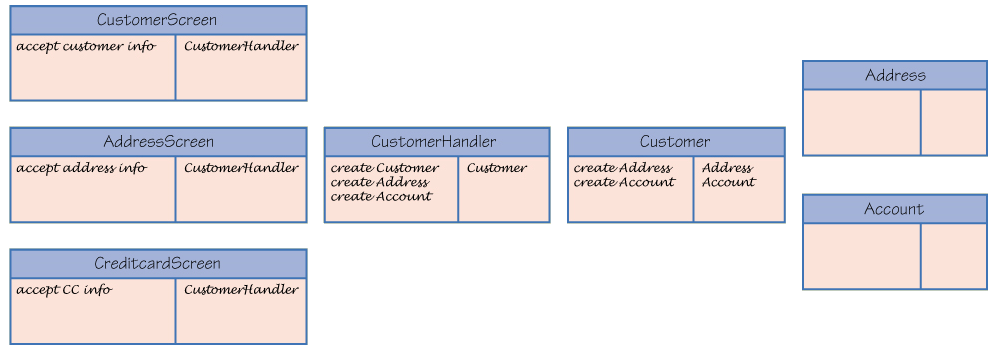 CustomerScreen
accept customer info
CustomerHandler
AddressScreen
accept address info
CustomerHandler
CreditcardScreen
accept CC info
CustomerHandler
CustomerHandler
create Customer
create Address
create Account
Customer
Customer
create Address
create Account
Address
Account
Address
Account